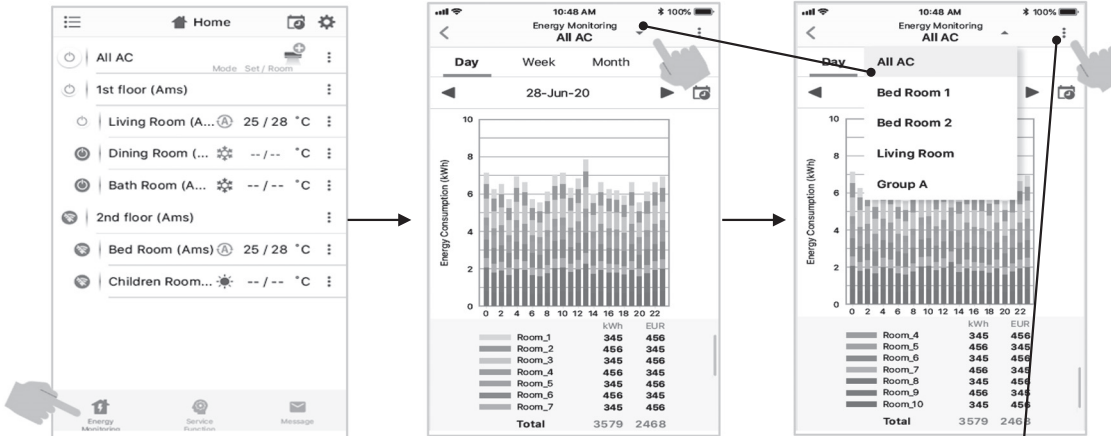 Home
All AC
Mode Set / Room
1st floor (Ams)
Living Room (A... 25 / 28 °C
Dining Room (... -- / -- °C
Bath Room (A... -- / -- °C
2nd floor (Ams)
Bed Room (Ams) 25 / 28 °C
Children Room... -- / -- °C
Energy Monitoring
Service Function
Message
10:48 AM 100%
Energy Monitoring
All AC
Day Week Month
28-Jun-20
Energy Consumption (kWh)
10
8
6
4
2
0
0 2 4 6 8 10 12 14 16 18 20 22
kWh EUR
Room_1 345 456
Room_2 456 345
Room_3 345 456
Room_4 456 345
Room_5 345 456
Room_6 456 345
Room_7 345 456
Total 3579 2468
10:48 AM 100%
Energy Monitoring
All AC
Day
All AC
Bed Room 1
Bed Room 2
Living Room
Group A
Energy Consumption (kWh)
10
8
6
4
2
0
0 2 4 6 8 10 12 14 16 18 20 22
kWh EUR
Room_4 345 456
Room_5 456 345
Room_6 345 456
Room_7 456 345
Room_8 345 456
Room_9 456 345
Room_10 345 456
Total 3579 2468